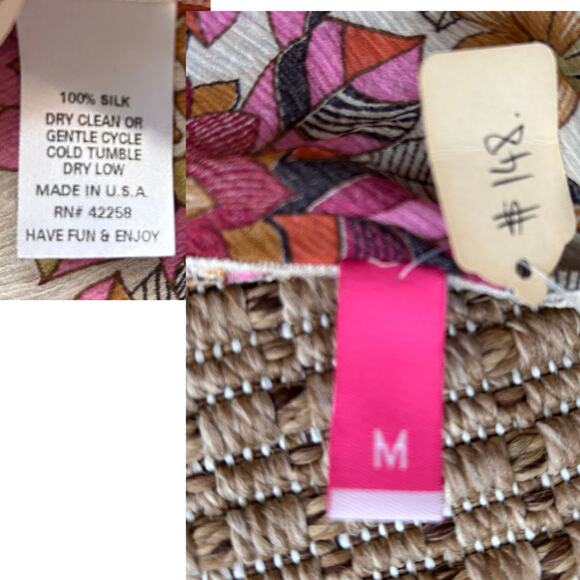 100% SILK
DRY CLEAN OR
GENTLE CYCLE
COLD TUMBLE
DRY LOW
MADE IN U.S.A.
RN# 42258
HAVE FUN & ENJOY
# 148.
M